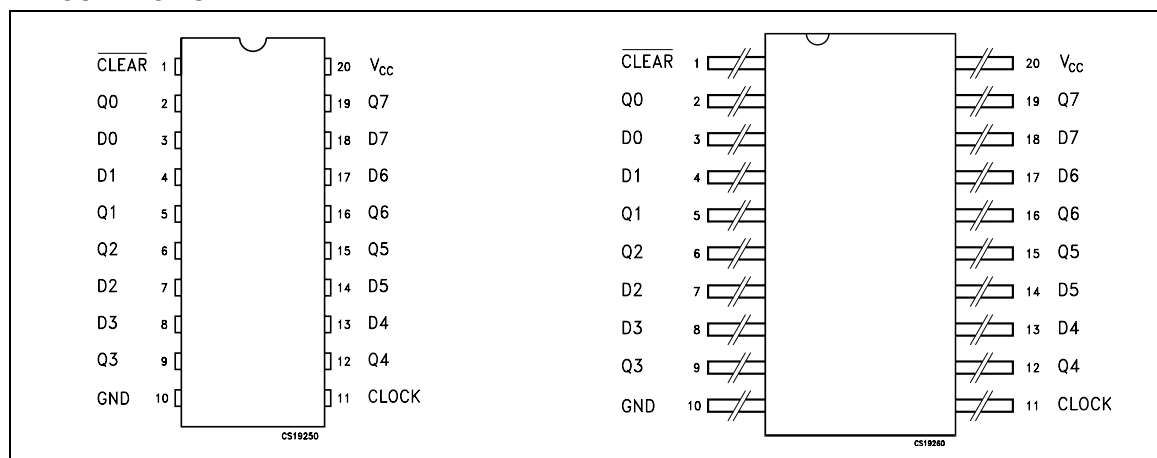 CLEAR 1 20 VCC
Q0 2 19 Q7
D0 3 18 D7
D1 4 17 D6
Q1 5 16 Q6
Q2 6 15 Q5
D2 7 14 D5
D3 8 13 D4
Q3 9 12 Q4
GND 10 11 CLOCK
CS19250
CLEAR 1 20 VCC
Q0 2 19 Q7
D0 3 18 D7
D1 4 17 D6
Q1 5 16 Q6
Q2 6 15 Q5
D2 7 14 D5
D3 8 13 D4
Q3 9 12 Q4
GND 10 11 CLOCK
CS19260